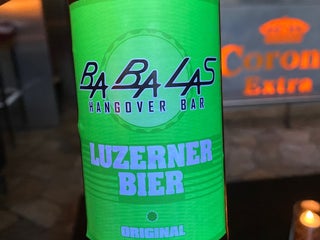 BABALAS
HANGOVER BAR
LUZERNER
BIER
ORIGINAL
Corona
Extra